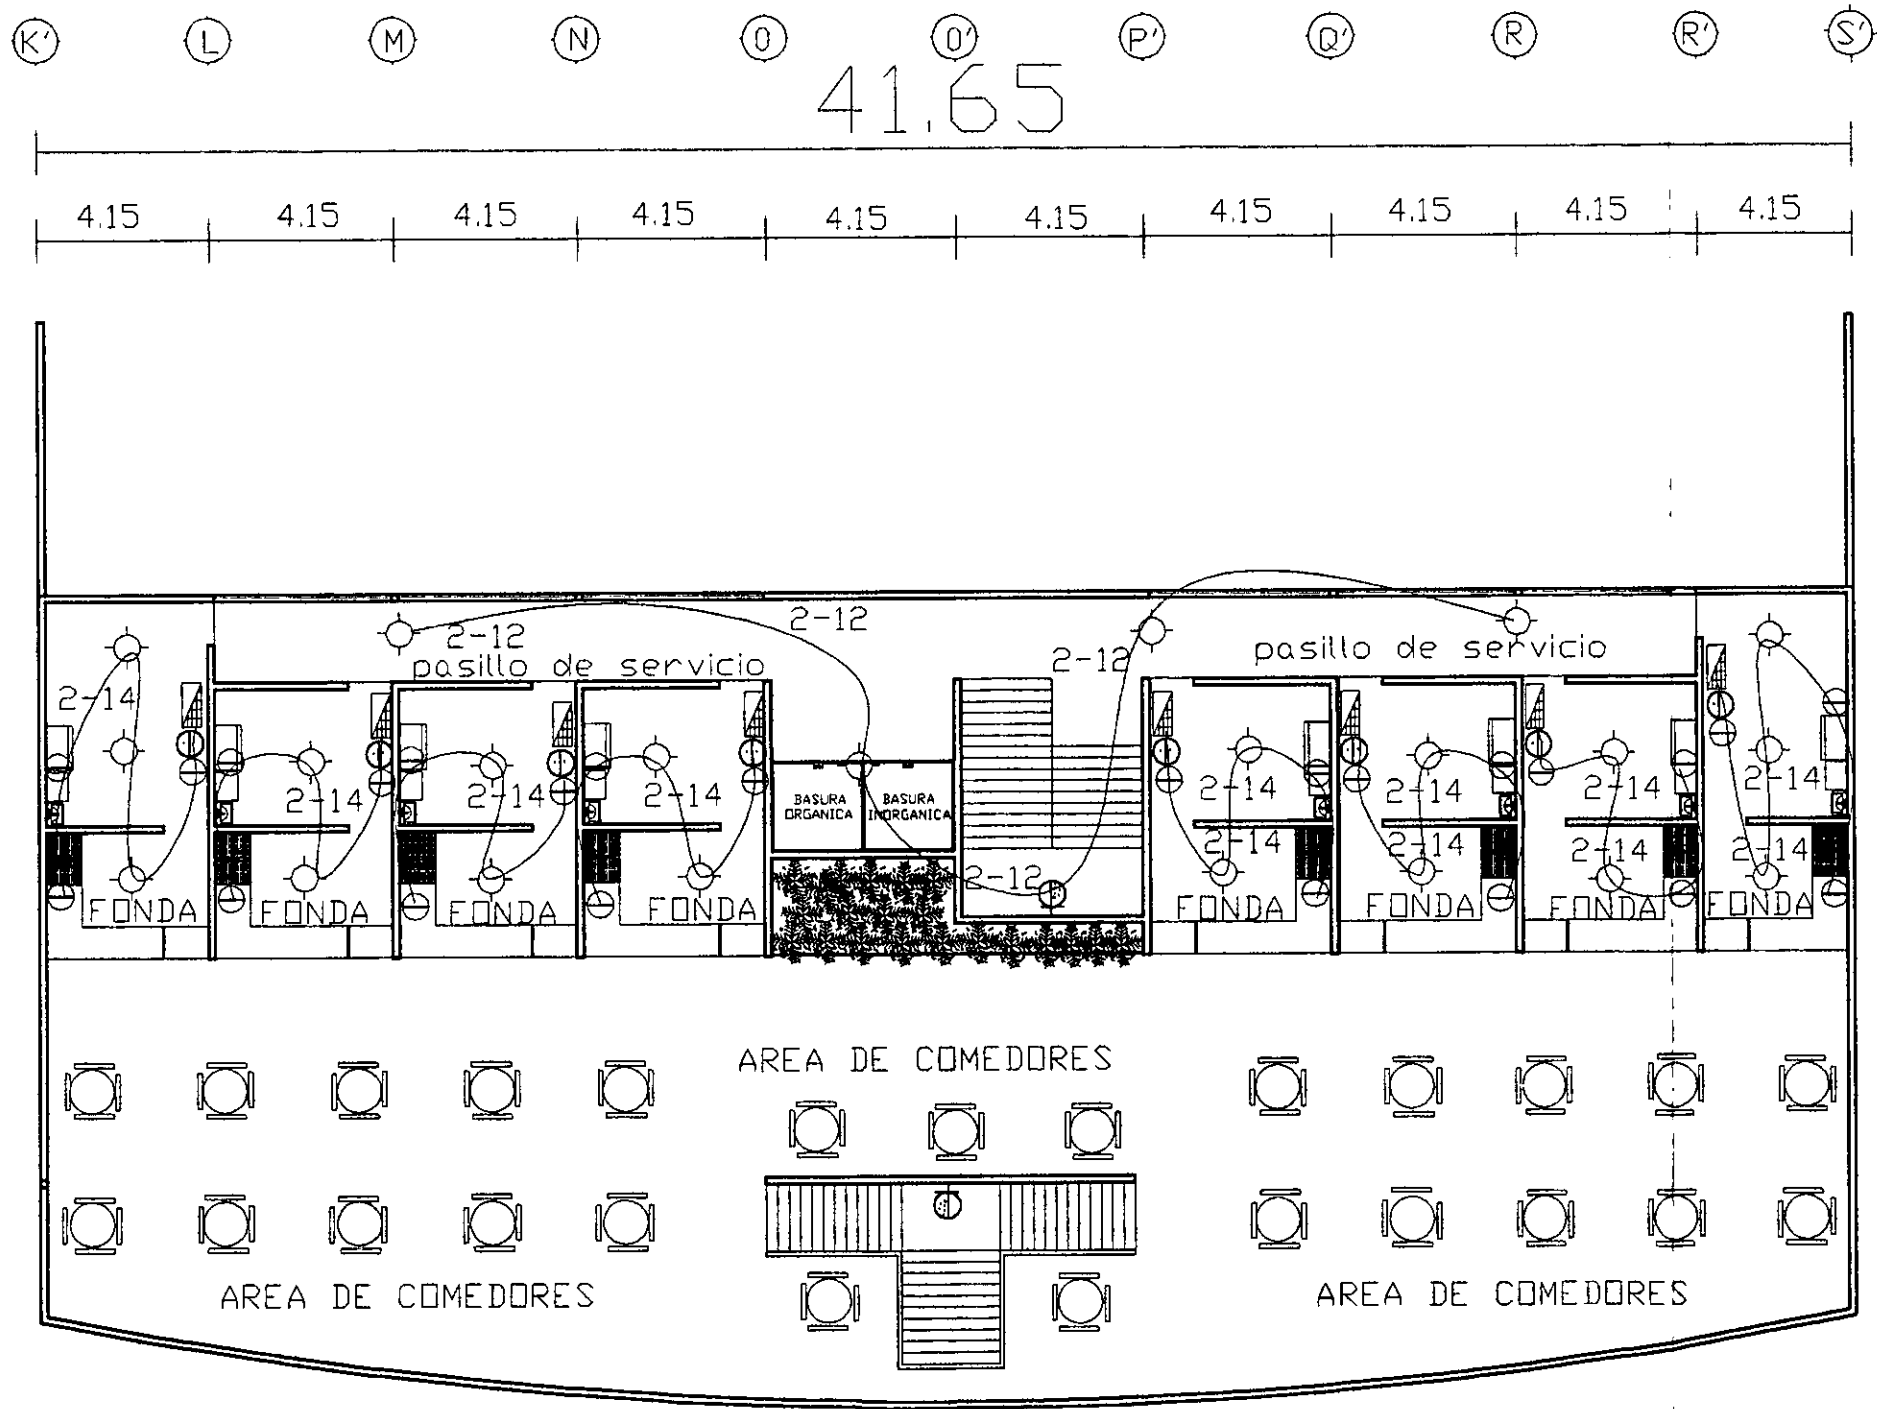 K' L M N O O' P' Q' R R' S'
41.65
4.15 4.15 4.15 4.15 4.15 4.15 4.15 4.15 4.15 4.15
2-12 2-12 2-12
pasillo de servicio pasillo de servicio
2-14 2-14 2-14 2-14 2-14 2-14 2-14 2-14
BASURA ORGANICA
BASURA INORGANICA
2-14 2-14 2-14 2-14
2-12
FONDA FONDA FONDA FONDA FONDA FONDA FONDA FONDA
AREA DE COMEDORES
AREA DE COMEDORES AREA DE COMEDORES